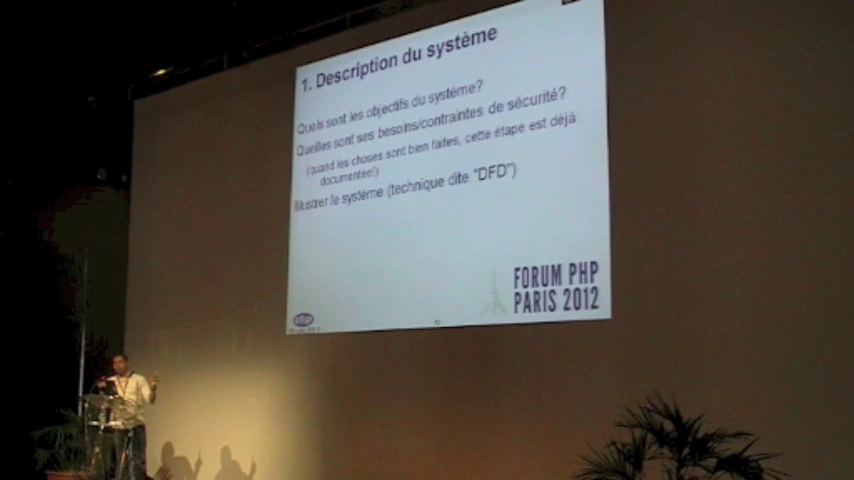 1. Description du système
Quels sont les objectifs du système?
Quelles sont ses besoins/contraintes de sécurité?
(quand les choses sont bien faites, cette étape est déjà
documentée!)
Illustrer le système (technique dite "DFD")
FORUM PHP
PARIS 2012
afup